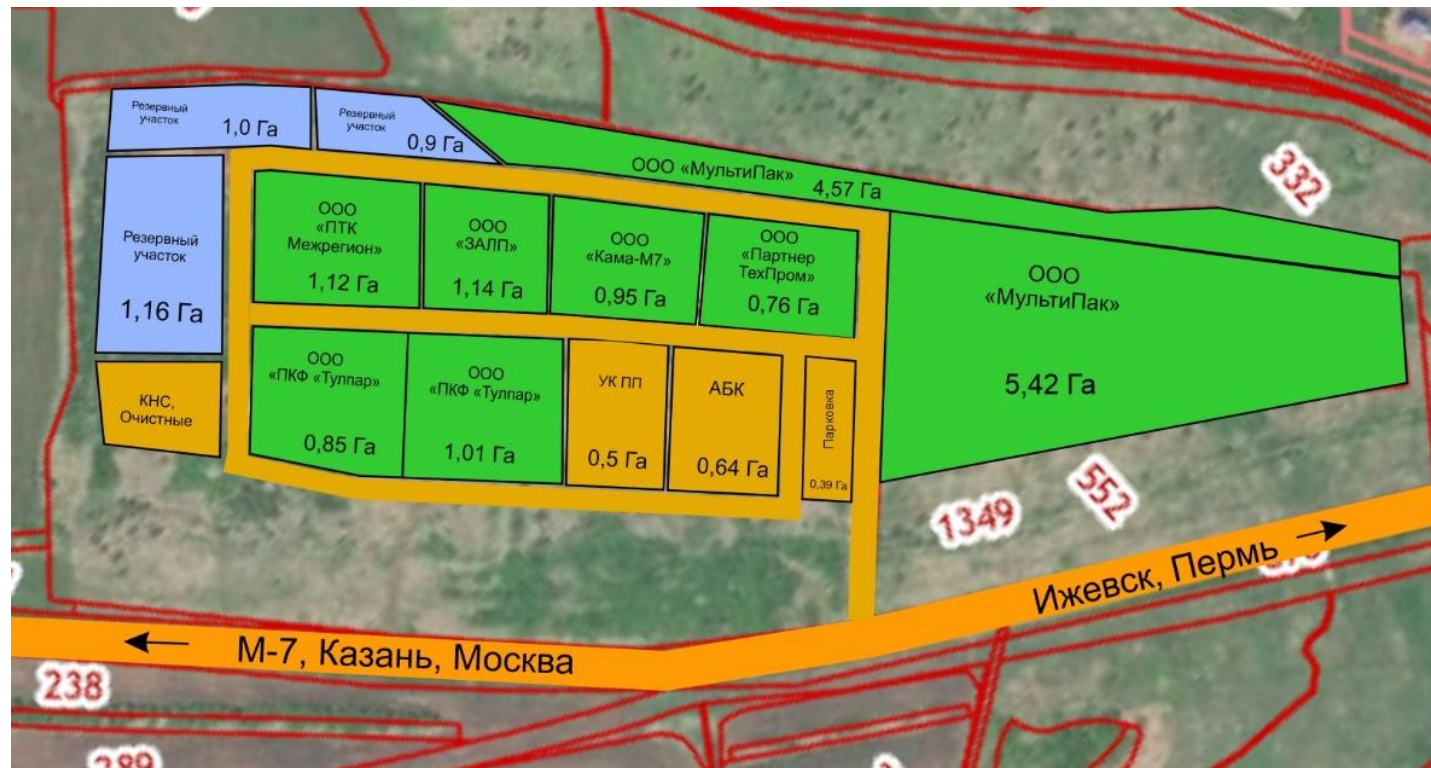 Резервный
участок
1,0 Га
Резервный
участок
0,9 Га
ООО «МультиПак»
4,57 Га
332
Резервный
участок
1,16 Га
ООО
«ПТК
Межрегион»
1,12 Га
ООО
«ЗАЛП»
1,14 Га
ООО
«Кама-М7»
0,95 Га
ООО
«Партнер
ТехПром»
0,76 Га
ООО
«МультиПак»
5,42 Га
КНС,
Очистные
ООО
«ПКФ «Тулпар»
0,85 Га
ООО
«ПКФ «Тулпар»
1,01 Га
УК ПП
0,5 Га
АБК
0,64 Га
Парковка
0,39 Га
552
1349
Ижевск, Пермь
М-7, Казань, Москва
238
289